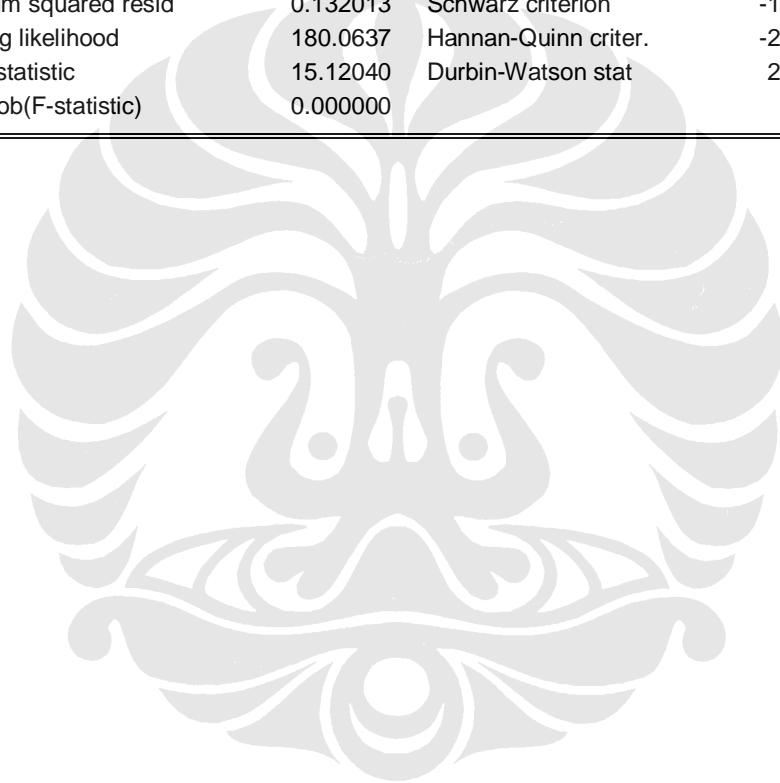 m squared resid 0.132013 Schwarz criterion -1
g likelihood 180.0637 Hannan-Quinn criter. -2
statistic 15.12040 Durbin-Watson stat 2
ob(F-statistic) 0.000000